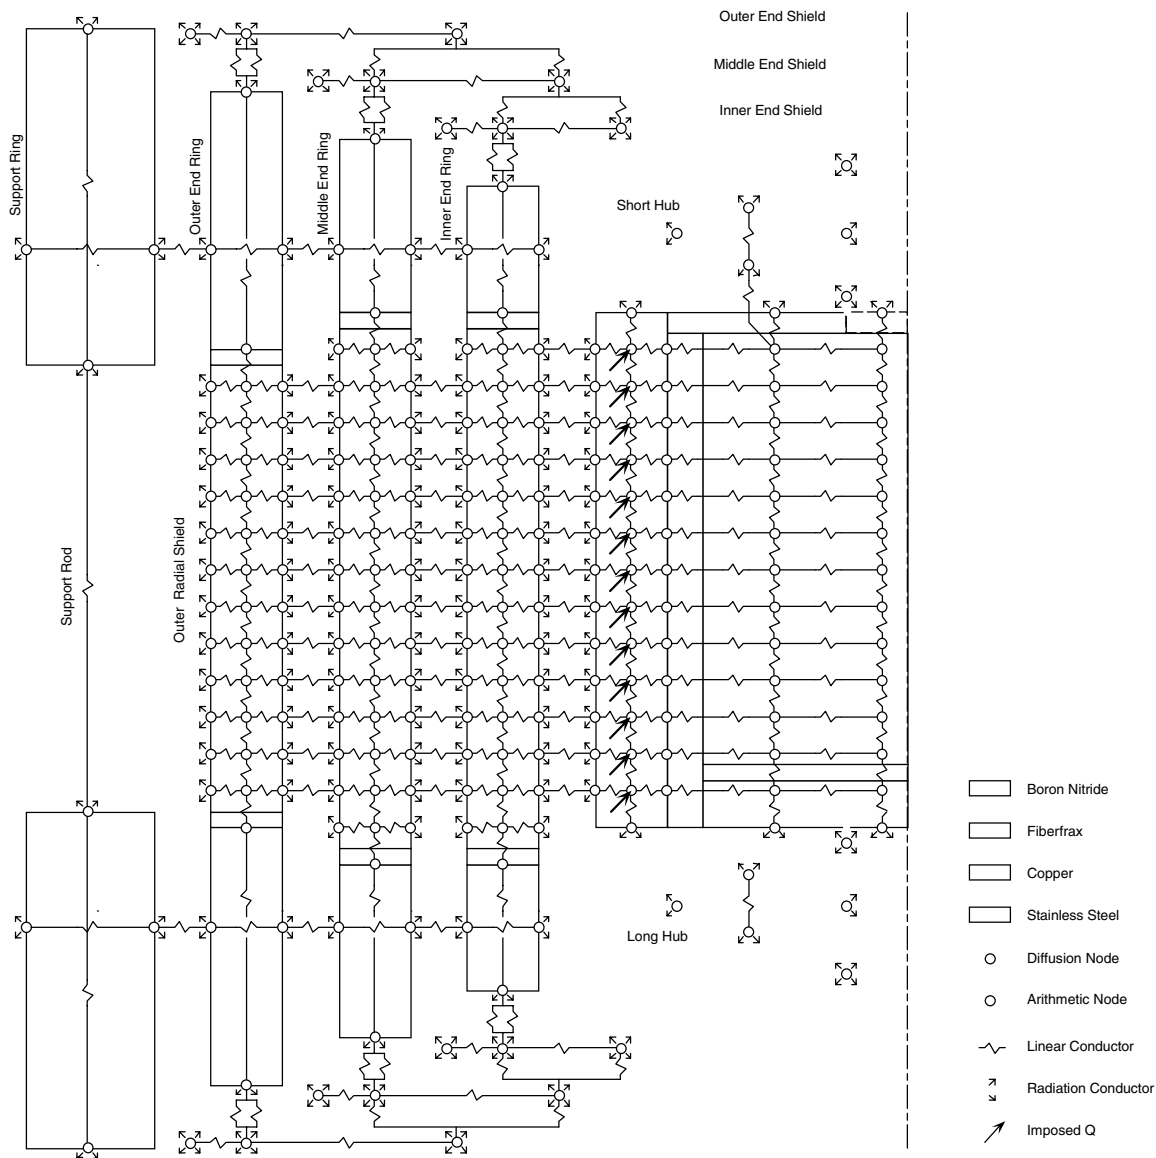 Outer End Shield
Middle End Shield
Inner End Shield
Support Ring
Outer End Ring
Middle End Ring
Inner End Ring
Short Hub
Support Rod
Outer Radial Shield
Long Hub
Boron Nitride
Fiberfrax
Copper
Stainless Steel
Diffusion Node
Arithmetic Node
Linear Conductor
Radiation Conductor
Imposed Q